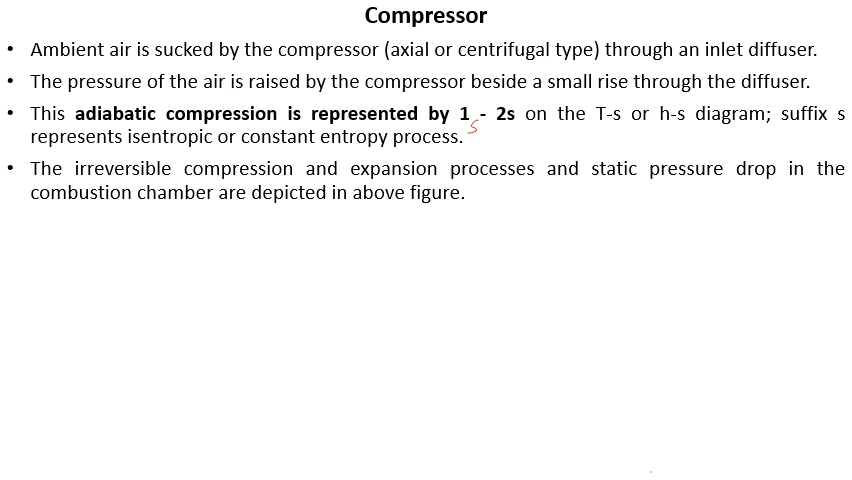 Compressor
• Ambient air is sucked by the compressor (axial or centrifugal type) through an inlet diffuser.
• The pressure of the air is raised by the compressor beside a small rise through the diffuser.
• This adiabatic compression is represented by 1 s - 2s on the T-s or h-s diagram; suffix s
represents isentropic or constant entropy process.
• The irreversible compression and expansion processes and static pressure drop in the
combustion chamber are depicted in above figure.